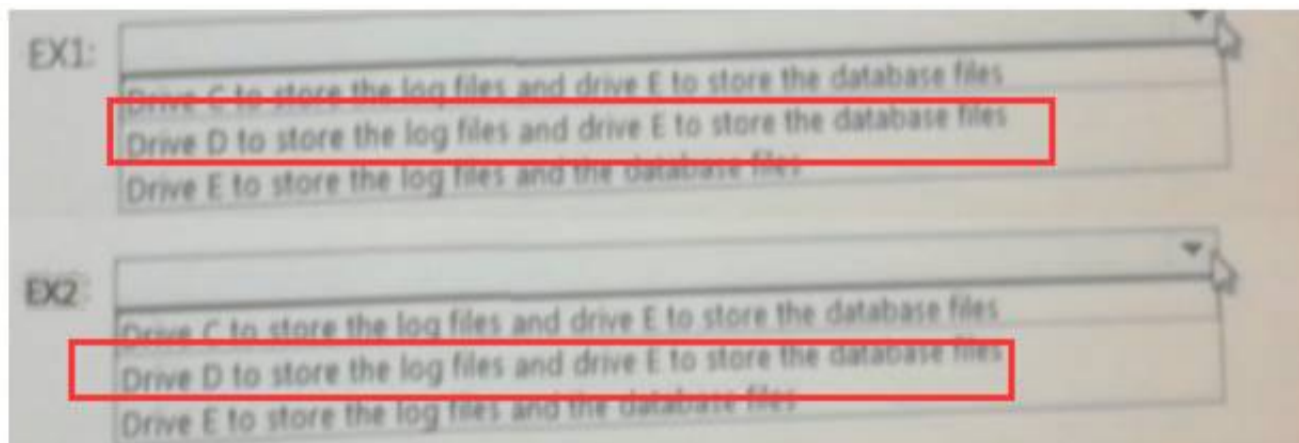 EX1:
Drive C to store the log files and drive E to store the database files
Drive D to store the log files and drive E to store the database files
Drive E to store the log files and the database files
EX2:
Drive C to store the log files and drive E to store the database files
Drive D to store the log files and drive E to store the database files
Drive E to store the log files and the database files